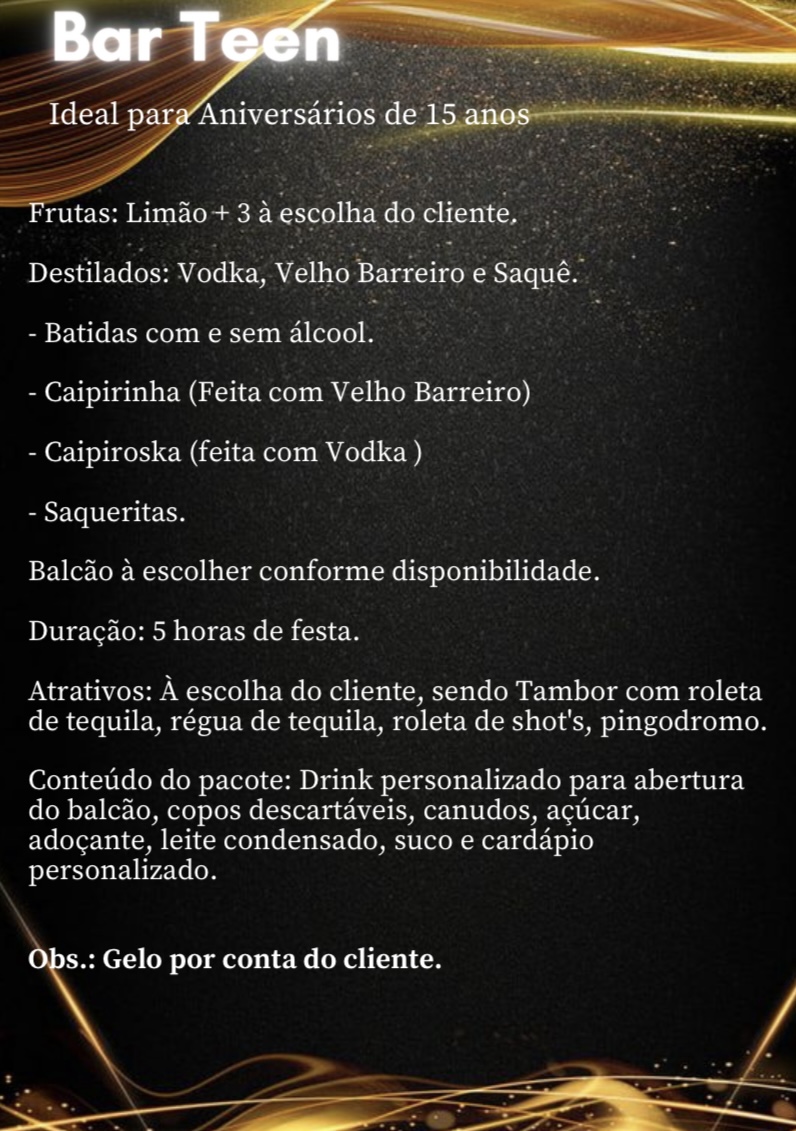 Bar Teen
Ideal para Aniversários de 15 anos
Frutas: Limão + 3 à escolha do cliente.
Destilados: Vodka, Velho Barreiro e Saquê.
- Batidas com e sem álcool.
- Caipirinha (Feita com Velho Barreiro)
- Caipiroska (feita com Vodka )
- Saqueritas.
Balcão à escolher conforme disponibilidade.
Duração: 5 horas de festa.
Atrativos: À escolha do cliente, sendo Tambor com roleta
de tequila, régua de tequila, roleta de shot's, pingodromo.
Conteúdo do pacote: Drink personalizado para abertura
do balcão, copos descartáveis, canudos, açúcar,
adoçante, leite condensado, suco e cardápio
personalizado.
Obs.: Gelo por conta do cliente.